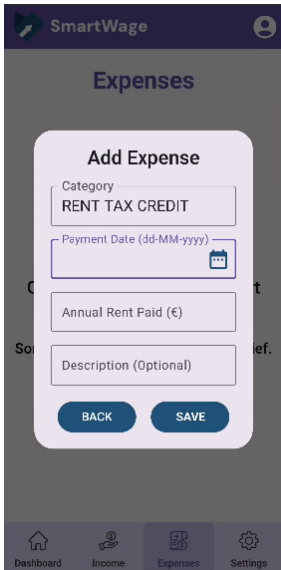 SmartWage
Expenses
Add Expense
Category
RENT TAX CREDIT
Payment Date (dd-MM-yyyy)
Annual Rent Paid (€)
Description (Optional)
BACK
SAVE
Dashboard
Income
Expenses
Settings